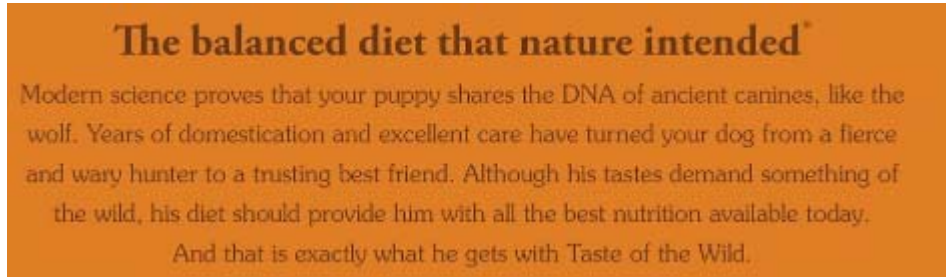 The balanced diet that nature intended®
Modern science proves that your puppy shares the DNA of ancient canines, like the
wolf. Years of domestication and excellent care have turned your dog from a fierce
and wary hunter to a trusting best friend. Although his tastes demand something of
the wild, his diet should provide him with all the best nutrition available today.
And that is exactly what he gets with Taste of the Wild.